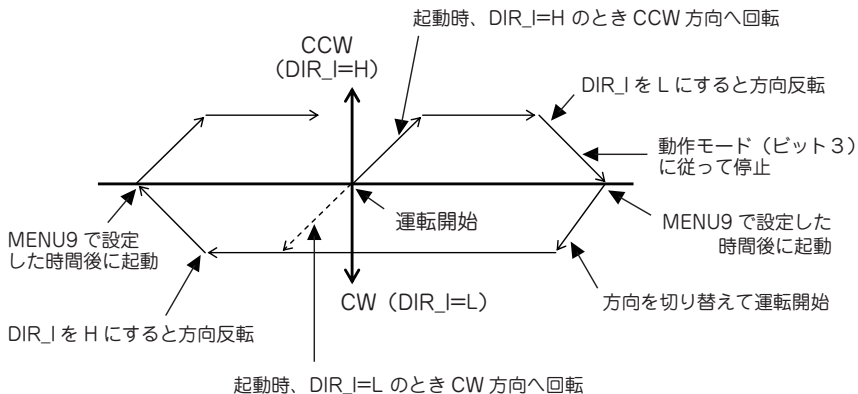 起動時、DIR_I=H のとき CCW 方向へ回転
CCW
（DIR_I=H）
DIR_I を L にすると方向反転
動作モード（ビット 3）
に従って停止
運転開始
MENU9 で設定
した時間後に起動
MENU9 で設定した
時間後に起動
CW（DIR_I=L）
方向を切り替えて運転開始
DIR_I を H にすると方向反転
起動時、DIR_I=L のとき CW 方向へ回転